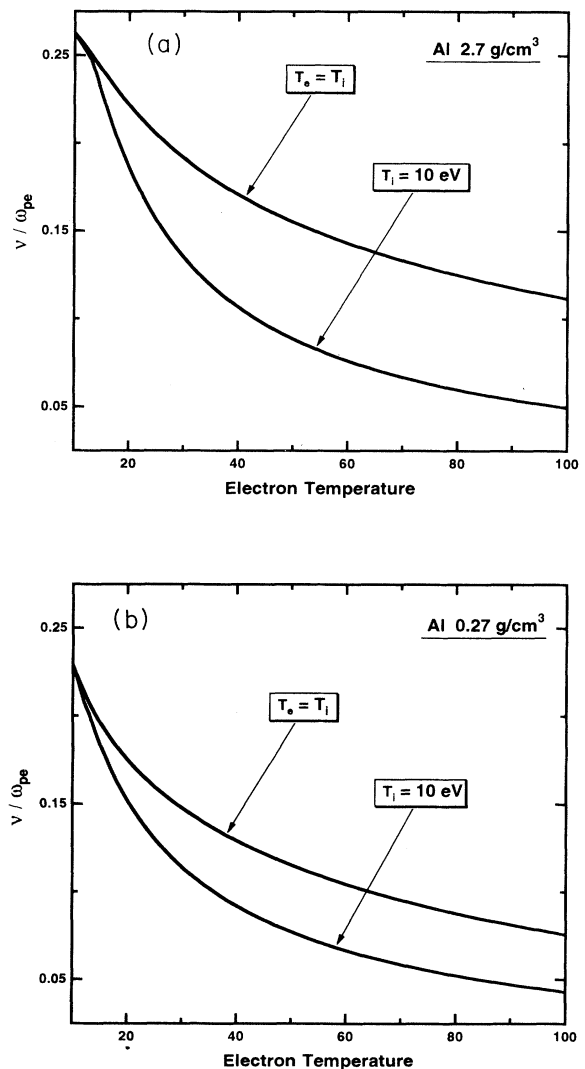 (a)
Al 2.7 g/cm³
Tₑ = Tᵢ
Tᵢ = 10 eV
0.25
0.15
0.05
ν / ωₚₑ
20 40 60 80 100
Electron Temperature
(b)
Al 0.27 g/cm³
Tₑ = Tᵢ
Tᵢ = 10 eV
0.25
0.15
0.05
ν / ωₚₑ
20 40 60 80 100
Electron Temperature